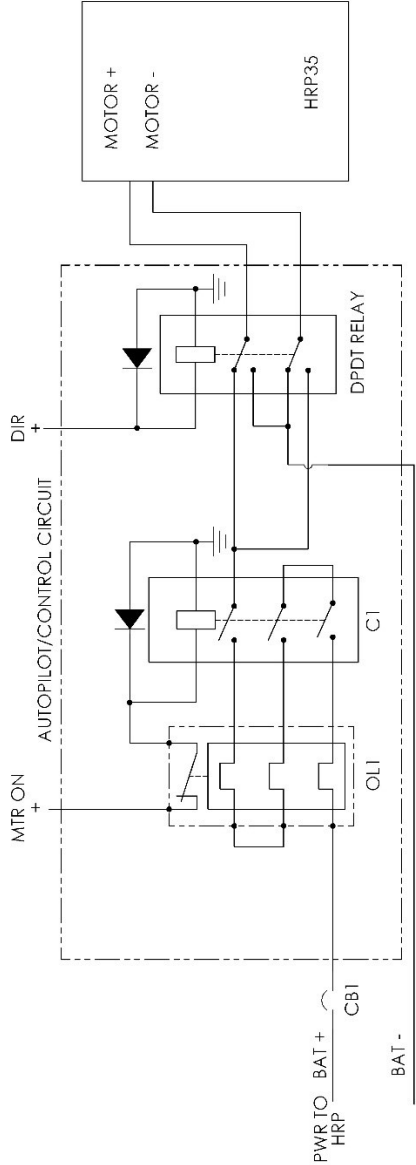 PWR TO
HRP
BAT +
BAT -
CB1
AUTOPILOT/CONTROL CIRCUIT
MTR ON
+
OL1
C1
DIR
+
DPDT RELAY
MOTOR +
MOTOR -
HRP35